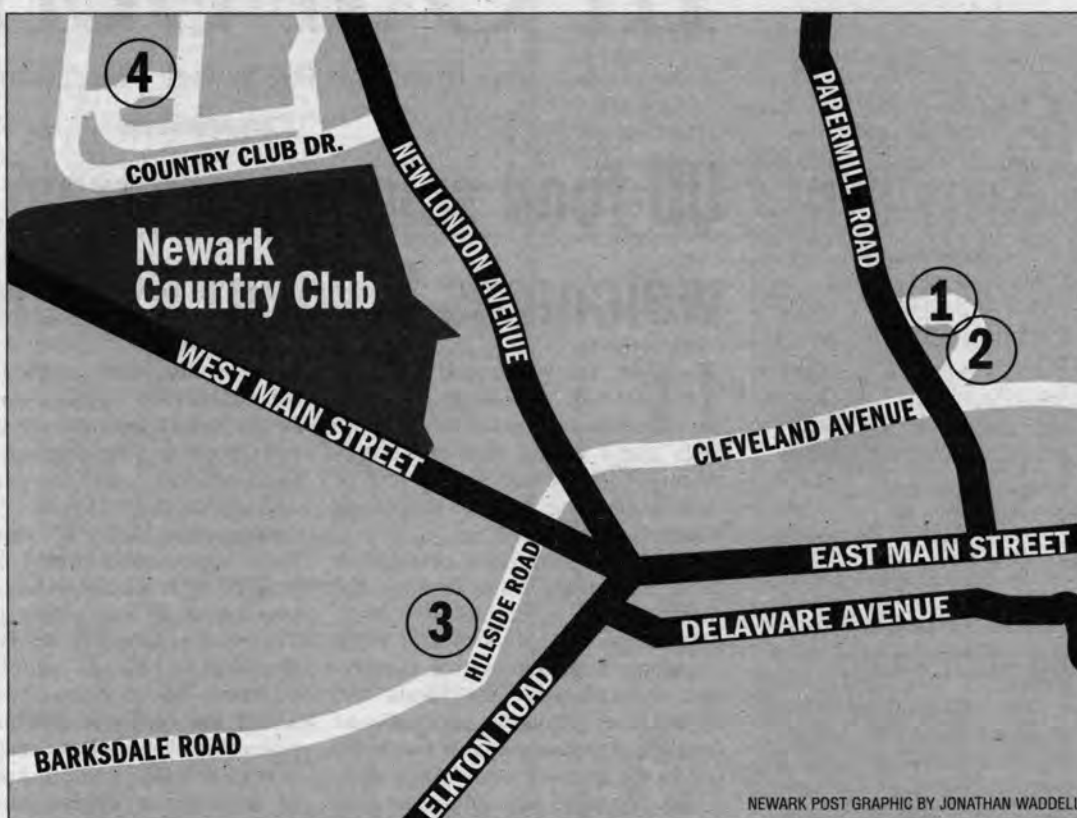 4
COUNTRY CLUB DR.
NEW LONDON AVENUE
PAPERMILL ROAD
Newark
Country Club
1
2
WEST MAIN STREET
CLEVELAND AVENUE
EAST MAIN STREET
3
HILLSIDE ROAD
DELAWARE AVENUE
BARKSDALE ROAD
ELKTON ROAD
NEWARK POST GRAPHIC BY JONATHAN WADDELL